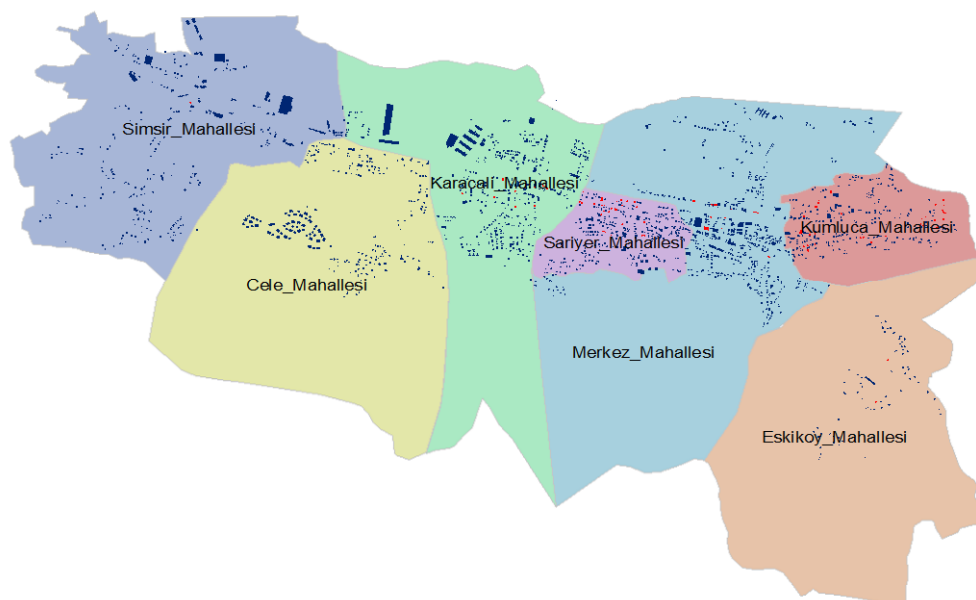 Simsir_Mahallesi
Karacali_Mahallesi
Kumluca_Mahallesi
Sariyer_Mahallesi
Cele_Mahallesi
Merkez_Mahallesi
Eskikoy_Mahallesi